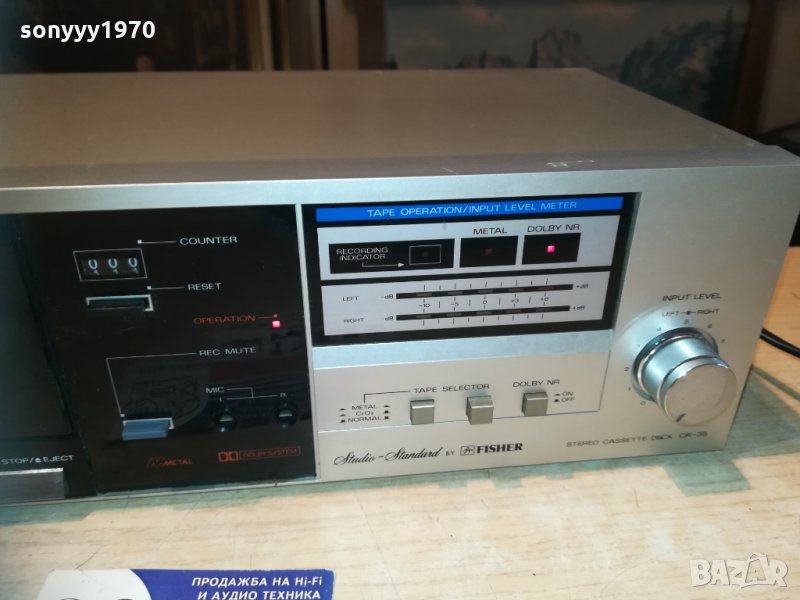 sonyyy1970
TAPE OPERATION/INPUT LEVEL METER
COUNTER
000
RESET
OPERATION
REC MUTE
MIC
L R
METAL
DOLBY SYSTEM
STOP/ EJECT
RECORDING
INDICATOR
METAL DOLBY NR
LEFT -dB +dB
-10 -5 0 +3 +8
RIGHT -dB +dB
INPUT LEVEL
LEFT RIGHT
TAPE SELECTOR
METAL
CrO₂
NORMAL
DOLBY NR
ON
OFF
Studio-Standard BY FISHER
STEREO CASSETTE DECK CR-35
ПРОДАЖБА НА Hi-Fi
И АУДИО ТЕХНИКА
BAZAR